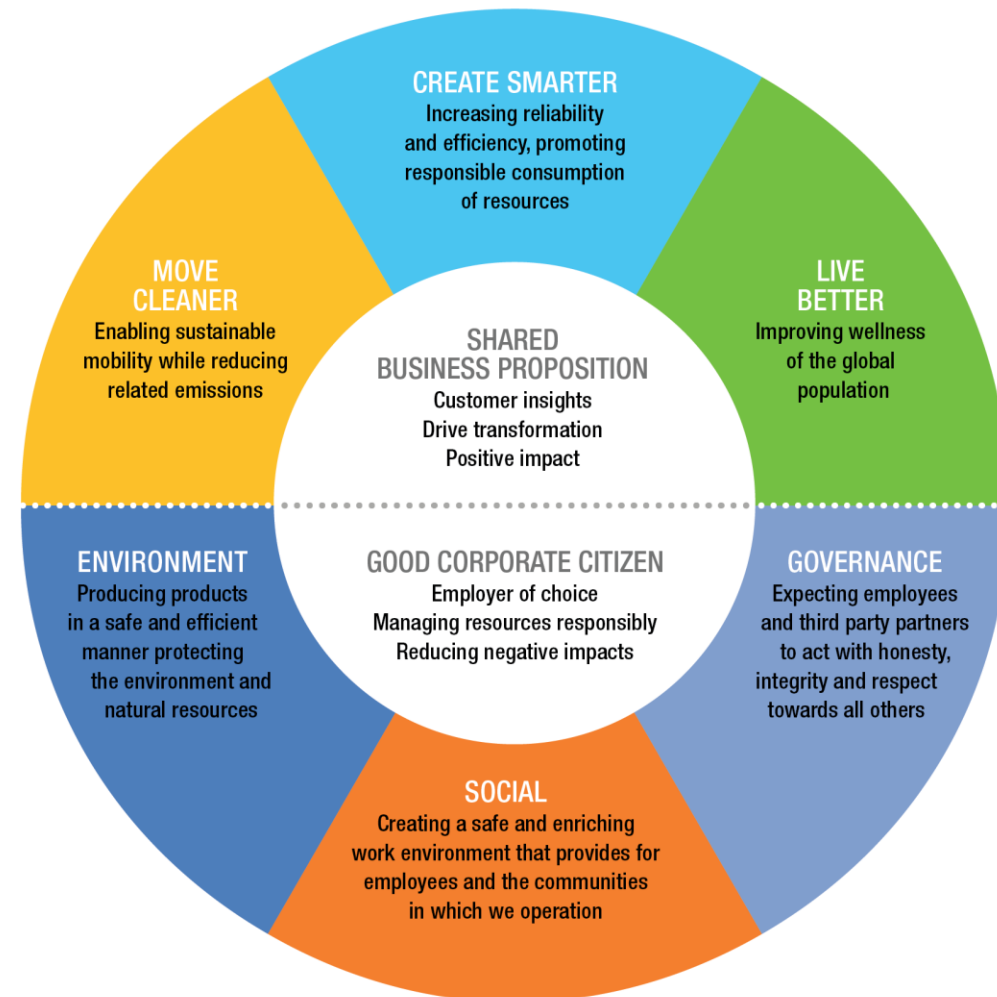 CREATE SMARTER
Increasing reliability
and efficiency, promoting
responsible consumption
of resources
MOVE
CLEANER
Enabling sustainable
mobility while reducing
related emissions
LIVE
BETTER
Improving wellness
of the global
population
SHARED
BUSINESS PROPOSITION
Customer insights
Drive transformation
Positive impact
ENVIRONMENT
Producing products
in a safe and efficient
manner protecting
the environment and
natural resources
GOOD CORPORATE CITIZEN
Employer of choice
Managing resources responsibly
Reducing negative impacts
GOVERNANCE
Expecting employees
and third party partners
to act with honesty,
integrity and respect
towards all others
SOCIAL
Creating a safe and enriching
work environment that provides for
employees and the communities
in which we operation